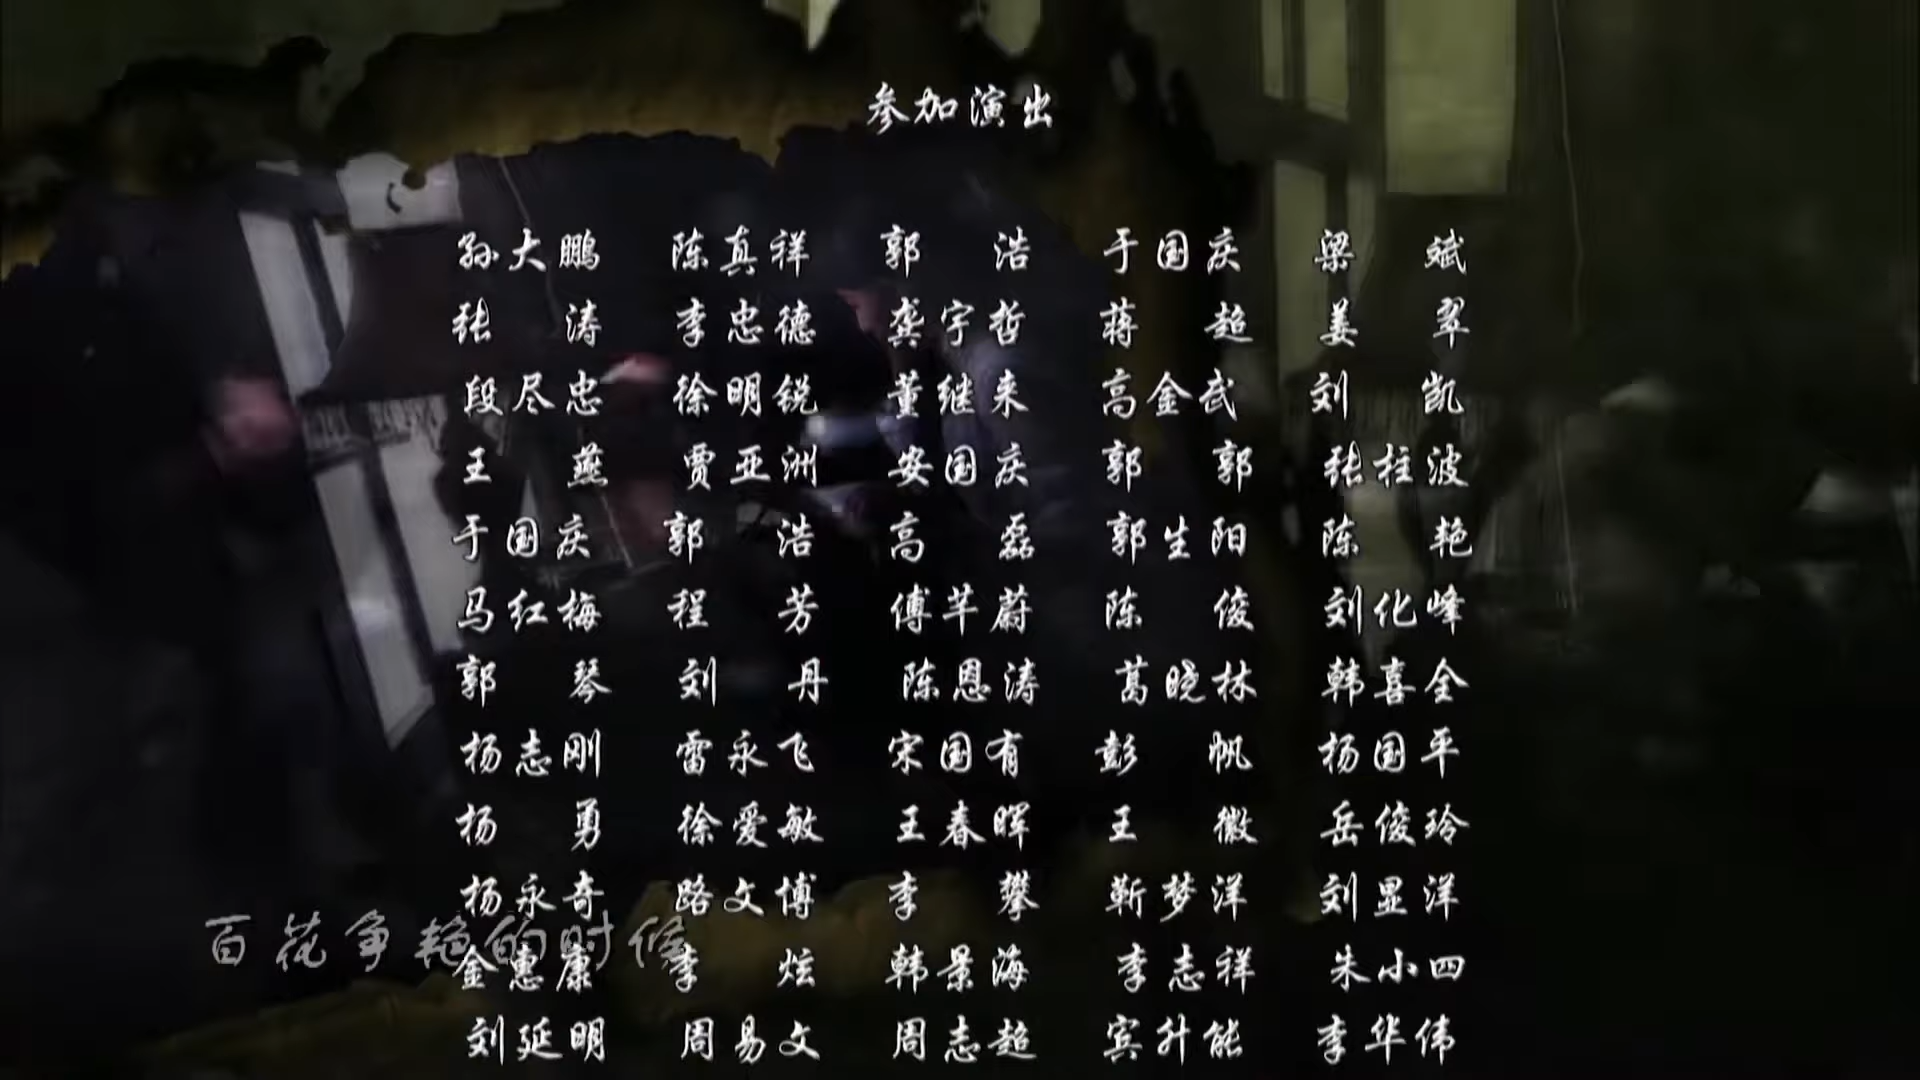 参加演出
孙大鹏 陈真祥 郭浩 于国庆 梁斌
张涛 李忠德 龚宇哲 蒋超 姜翠
段尽忠 徐明锐 董继来 高金武 刘凯
王燕 贾亚洲 安国庆 郭郭 张柱波
于国庆 郭浩 高磊 郭生阳 陈艳
马红梅 程芳 傅芊蔚 陈俊 刘化峰
郭琴 刘丹 陈恩涛 葛晓林 韩喜全
杨志刚 雷永飞 宋国有 彭帆 杨国平
杨勇 徐爱敏 王春晖 王徽 岳俊玲
杨永奇 路文博 李攀 靳梦洋 刘显洋
百花争艳的时候
金惠康 李炫 韩景海 李志祥 朱小四
刘延明 周易文 周志超 宾升能 李华伟